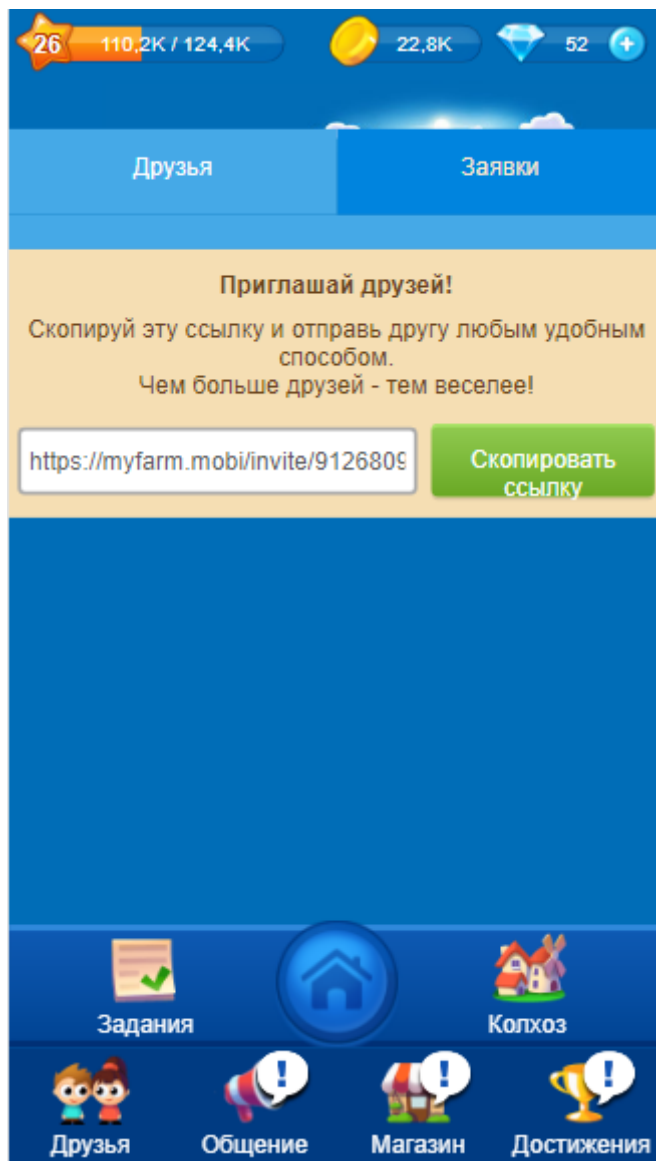 26 110,2K / 124,4K 22,8K 52 +
Друзья Заявки
Приглашай друзей!
Скопируй эту ссылку и отправь другу любым удобным
способом.
Чем больше друзей - тем веселее!
https://myfarm.mobi/invite/9126809 Скопировать
ссылку
Задания Колхоз
! ! !
Друзья Общение Магазин Достижения